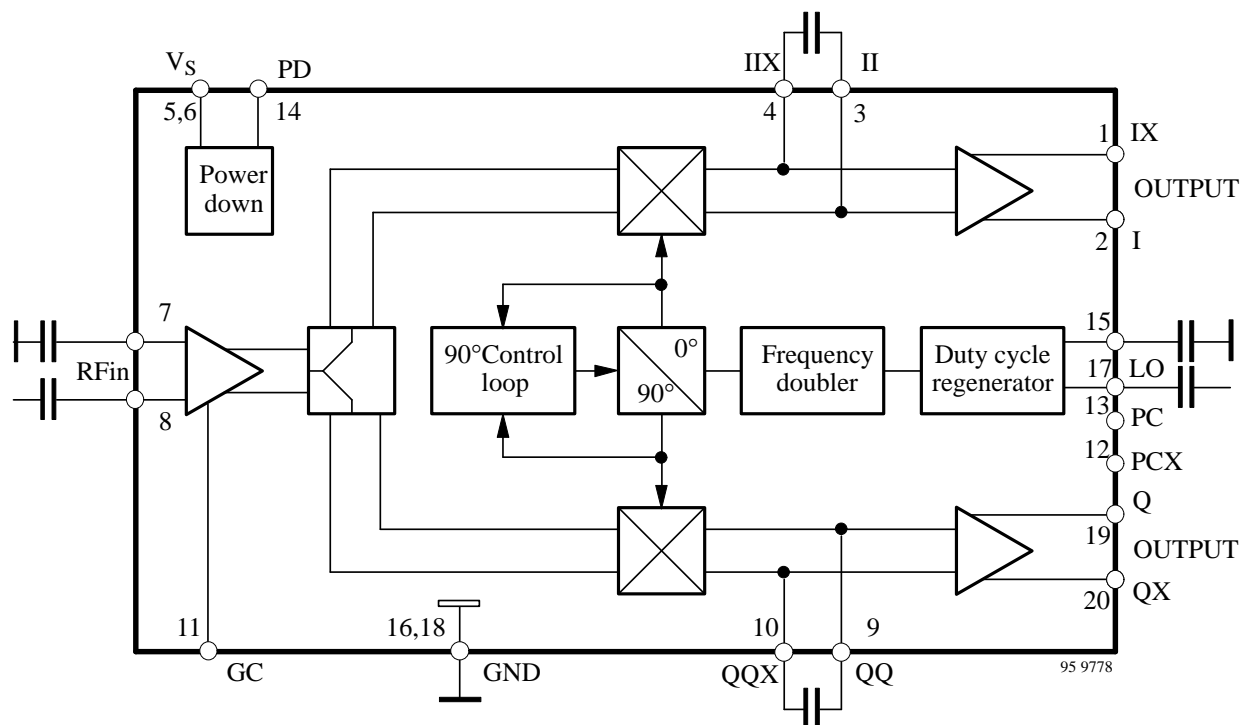 V_S
PD
IIX
II
5,6
14
4
3
1
IX
Power
down
OUTPUT
2
I
7
15
RFin
90°Control
loop
0°
90°
Frequency
doubler
Duty cycle
regenerator
17
LO
8
13
PC
12
PCX
Q
19
OUTPUT
20
QX
11
16,18
10
9
GC
GND
QQX
QQ
95 9778